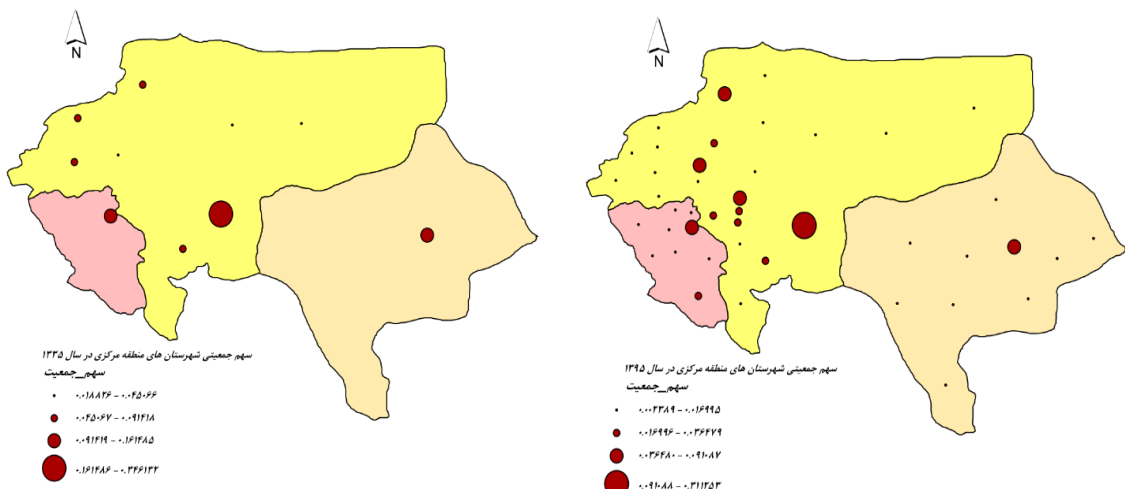 N
سهم جمعیتی شهرستان های منطقه مرکزی در سال ۱۳۳۵
سهم_جمعیت
۰.۰۱۸۸۳۶ - ۰.۰۴۵۰۶۶
۰.۰۴۵۰۶۷ - ۰.۰۹۱۴۱۸
۰.۰۹۱۴۱۹ - ۰.۱۶۱۴۸۵
۰.۱۶۱۴۸۶ - ۰.۳۴۶۱۳۲
N
سهم جمعیتی شهرستان های منطقه مرکزی در سال ۱۳۹۵
سهم_جمعیت
۰.۰۰۲۳۸۹ - ۰.۰۱۶۹۹۵
۰.۰۱۶۹۹۶ - ۰.۰۳۶۴۷۹
۰.۰۳۶۴۸۰ - ۰.۰۹۱۰۸۷
۰.۰۹۱۰۸۸ - ۰.۳۱۱۲۵۳